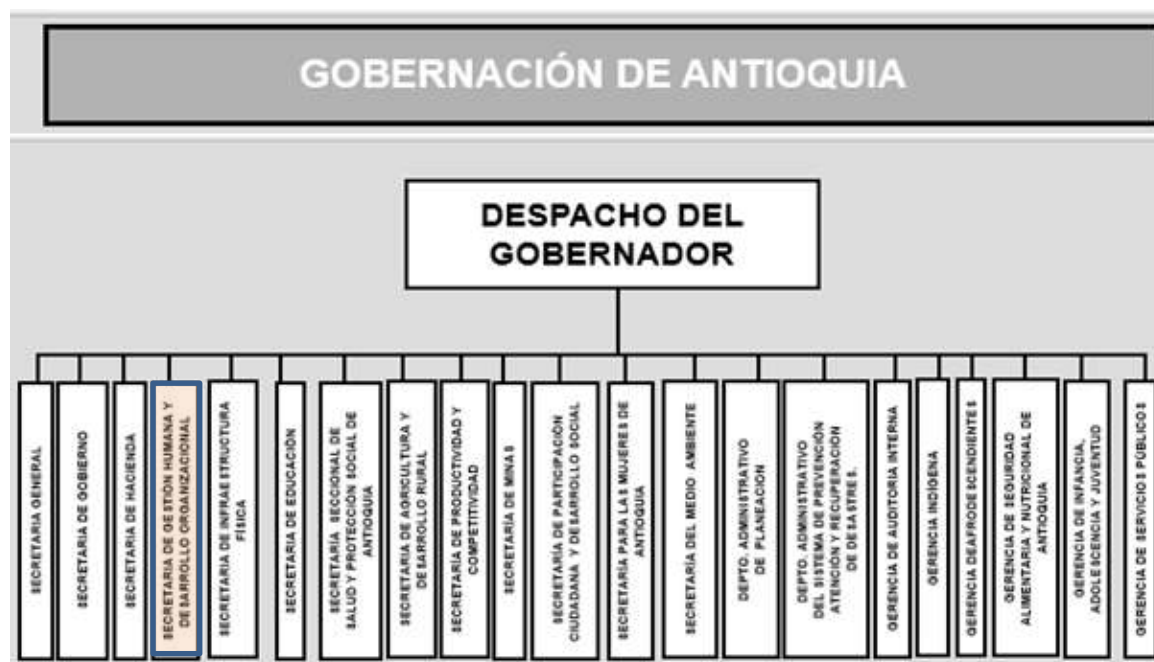 GOBERNACIÓN DE ANTIOQUIA
DESPACHO DEL
GOBERNADOR
SECRETARIA GENERAL
SECRETARIA DE GOBIERNO
SECRETARIA DE HACIENDA
SECRETARIA DE GESTION HUMANA Y
DESARROLLO ORGANIZACIONAL
SECRETARIA DE INFRAESTRUCTURA
FÍSICA
SECRETARIA DE EDUCACIÓN
SECRETARIA SECCIONAL DE
SALUD Y PROTECCIÓN SOCIAL DE
ANTIOQUIA
SECRETARIA DE AGRICULTURA Y
DESARROLLO RURAL
SECRETARÍA DE PRODUCTIVIDAD Y
COMPETITIVIDAD
SECRETARÍA DE MINAS
SECRETARÍA DE PARTICIPACIÓN
CIUDADANA Y DESARROLLO SOCIAL
SECRETARÍA PARA LAS MUJERES DE
ANTIOQUIA
SECRETARÍA DEL MEDIO AMBIENTE
DEPTO. ADMINISTRATIVO
DE PLANEACION
DEPTO. ADMINISTRATIVO
DEL SISTEMA DE PREVENCIÓN
ATENCIÓN Y RECUPERACION
DE DESASTRES.
GERENCIA DE AUDITORIA INTERNA
GERENCIA INDÍGENA
GERENCIA DEAFRODESCENDIENTES
GERENCIA DE SEGURIDAD
ALIMENTARIA Y NUTRICIONAL DE
ANTIOQUIA
GERENCIA DE INFANCIA,
ADOLESCENCIA Y JUVENTUD
GERENCIA DE SERVICIOS PÚBLICOS